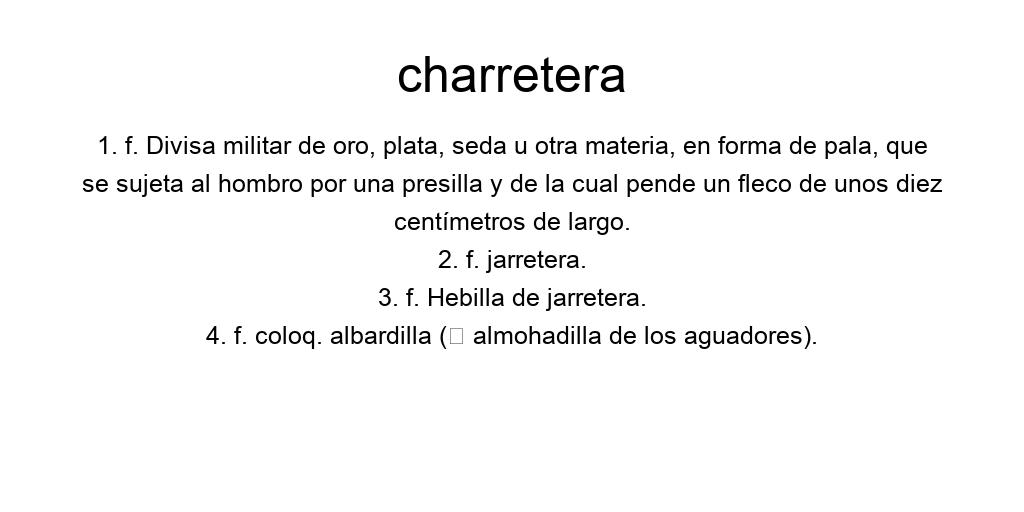 charretera
1. f. Divisa militar de oro, plata, seda u otra materia, en forma de pala, que
se sujeta al hombro por una presilla y de la cual pende un fleco de unos diez
centímetros de largo.
2. f. jarretera.
3. f. Hebilla de jarretera.
4. f. coloq. albardilla (□ almohadilla de los aguadores).